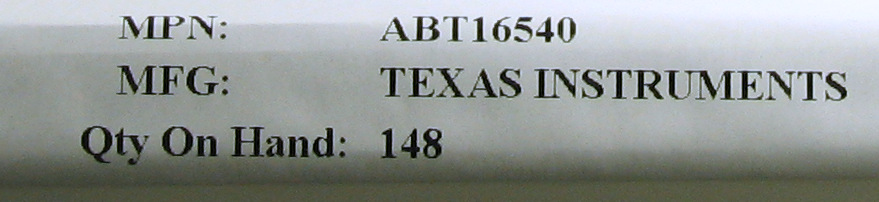 MPN: ABT16540
MFG: TEXAS INSTRUMENTS
Qty On Hand: 148